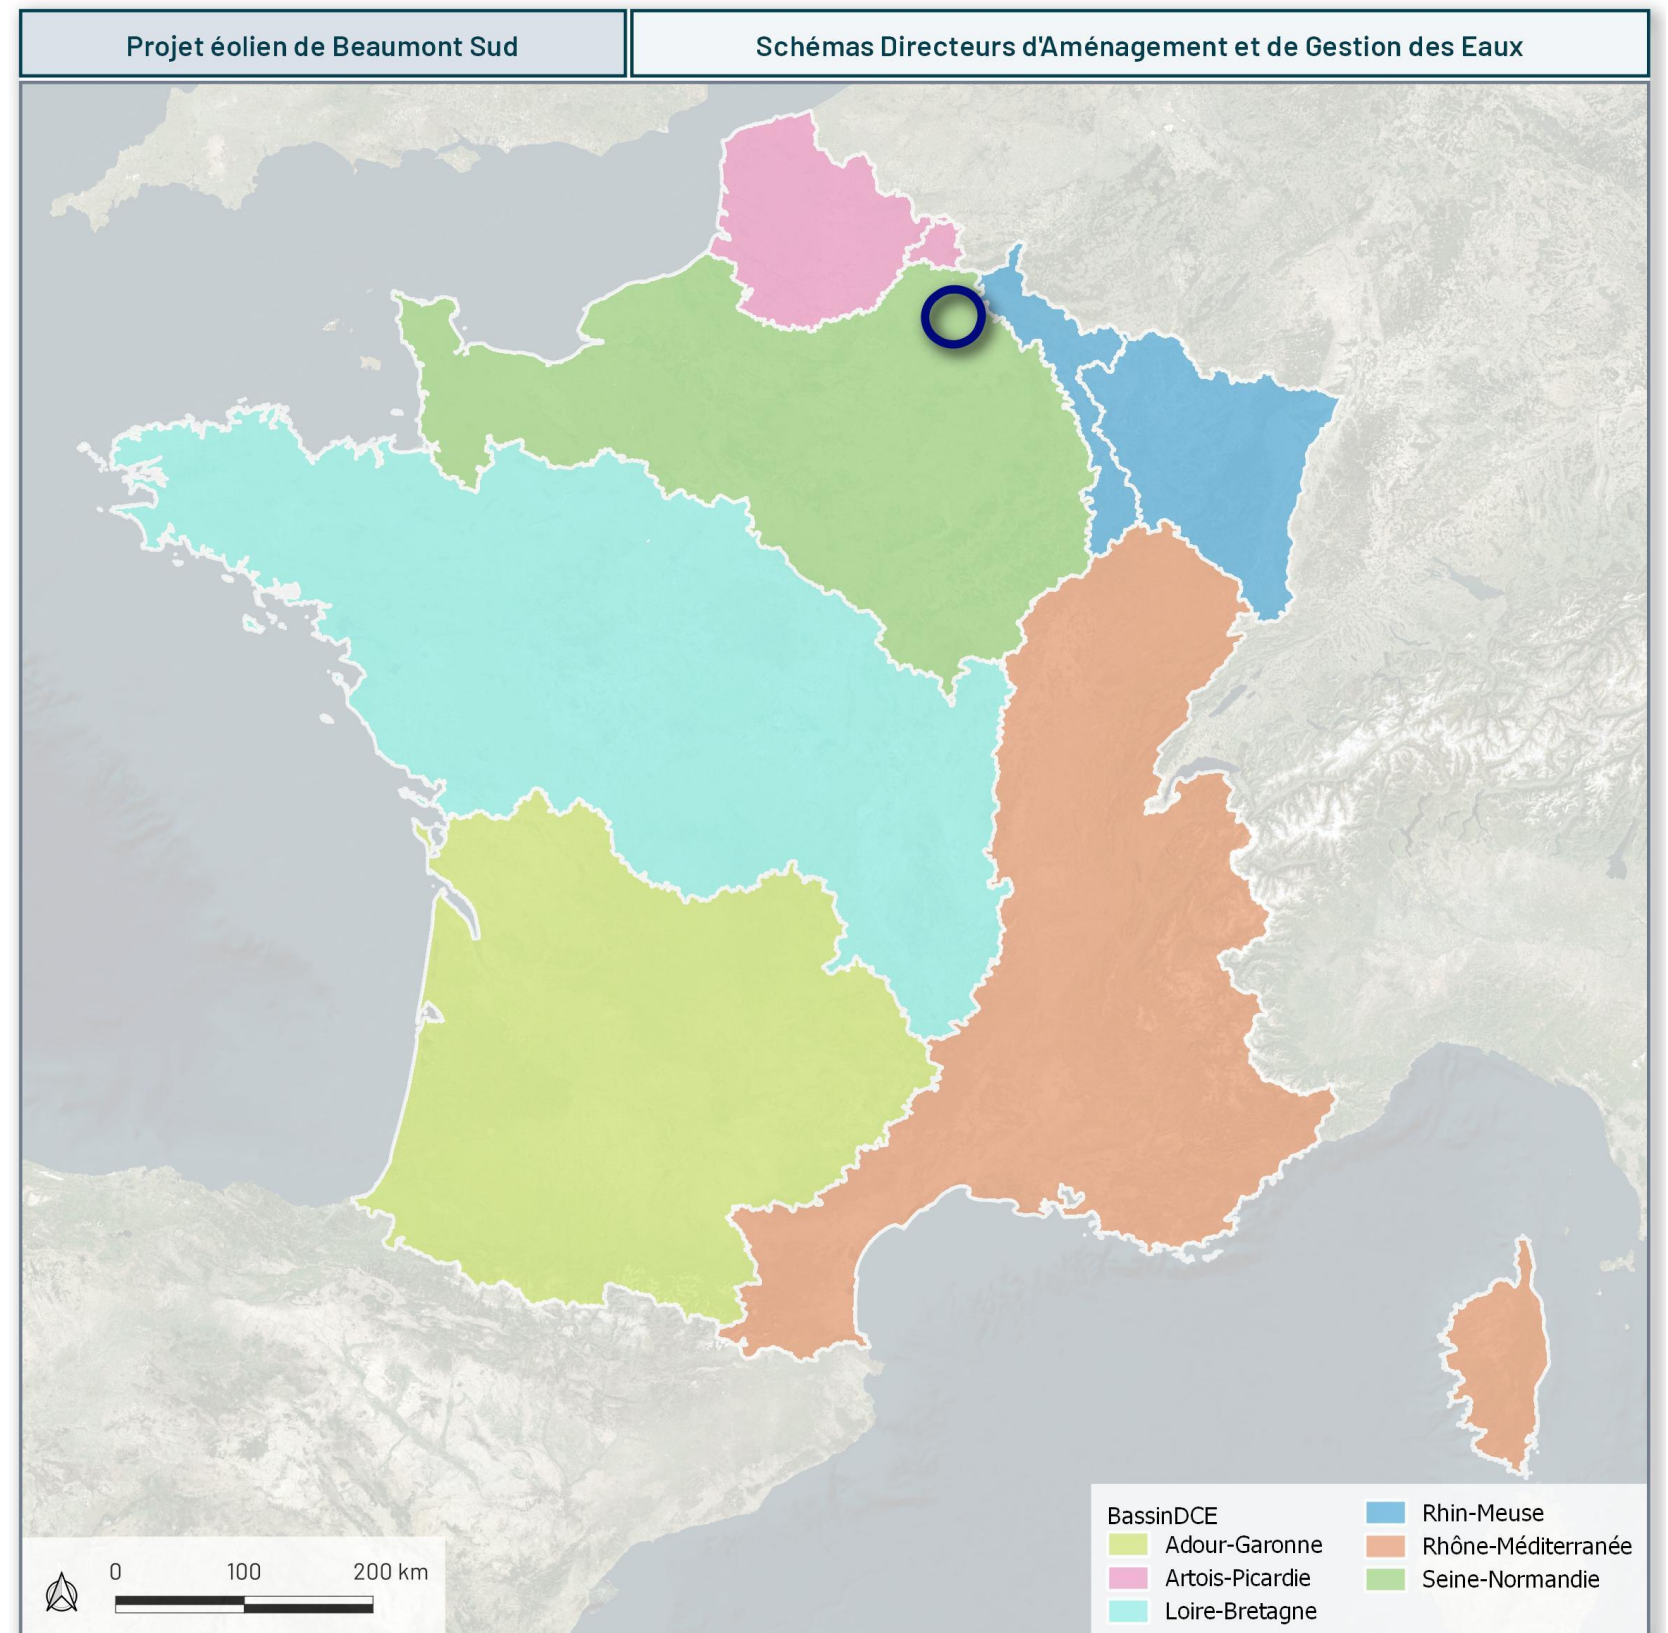 Projet éolien de Beaumont Sud
Schémas Directeurs d'Aménagement et de Gestion des Eaux
BassinDCE
Adour-Garonne
Artois-Picardie
Loire-Bretagne
Rhin-Meuse
Rhône-Méditerranée
Seine-Normandie
0 100 200 km